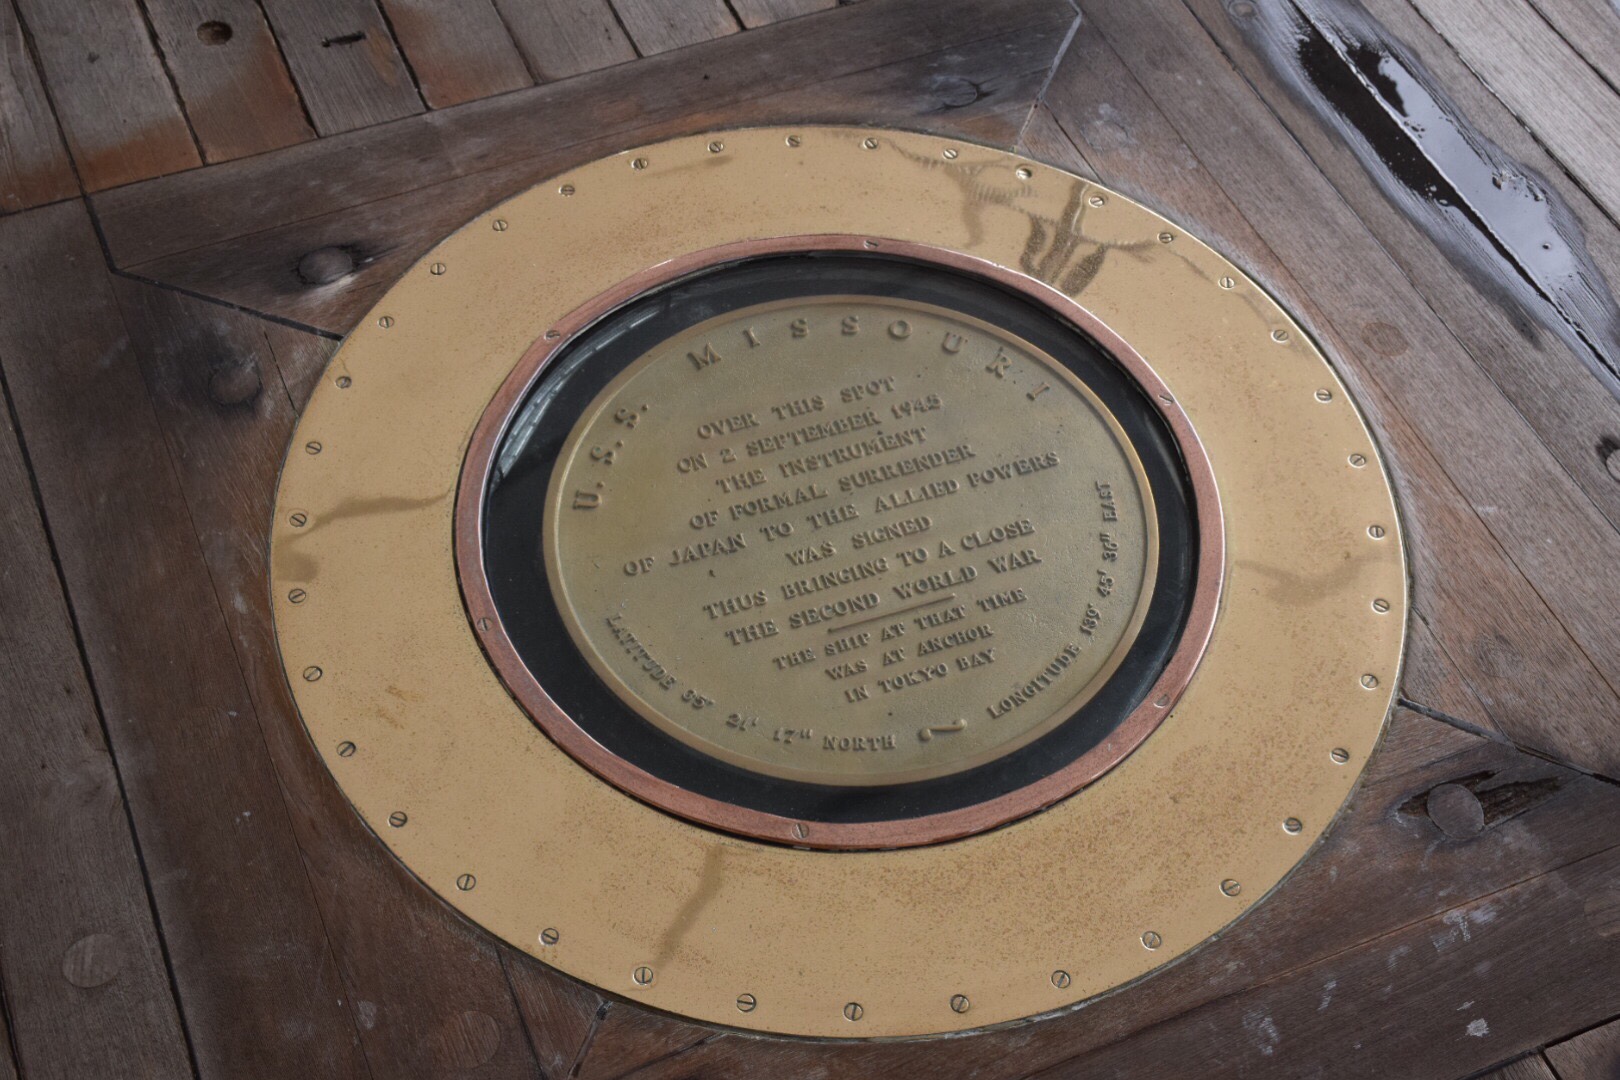 U.S.S. MISSOURI
OVER THIS SPOT
ON 2 SEPTEMBER 1945
THE INSTRUMENT
OF FORMAL SURRENDER
OF JAPAN TO THE ALLIED POWERS
WAS SIGNED
THUS BRINGING TO A CLOSE
THE SECOND WORLD WAR
THE SHIP AT THAT TIME
WAS AT ANCHOR
IN TOKYO BAY
LATITUDE 35° 21' 17" NORTH ~ LONGITUDE 139° 45' 36" EAST